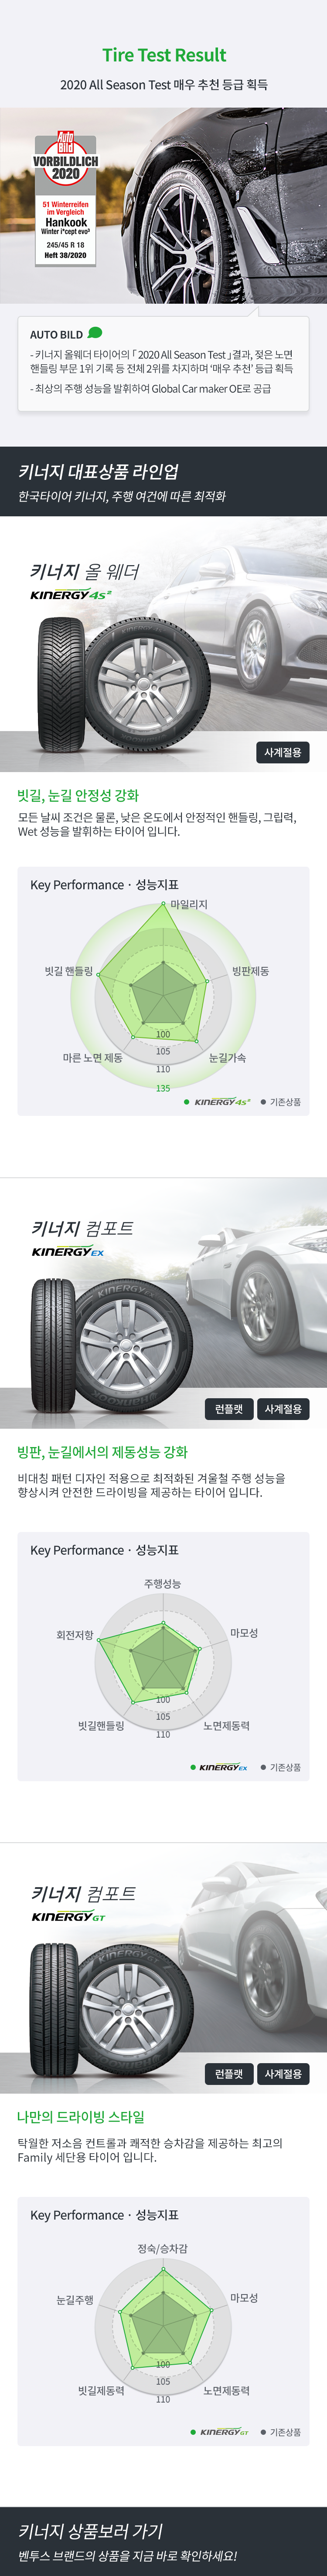 Tire Test Result
2020 All Season Test 매우 추천 등급 획득
Auto Bild
VORBILDLICH
2020
51 Winterreifen
im Vergleich
Hankook
Winter i*cept evo³
245/45 R 18
Heft 38/2020
AUTO BILD
- 키너지 올웨더 타이어의 「 2020 All Season Test 」 결과, 젖은 노면
핸들링 부문 1위 기록 등 전체 2위를 차지하며 ‘매우 추천’ 등급 획득
- 최상의 주행 성능을 발휘하여 Global Car maker OE로 공급
키너지 대표상품 라인업
한국타이어 키너지, 주행 여건에 따른 최적화
키너지 올 웨더
KINERGY 4S²
사계절용
빗길, 눈길 안정성 강화
모든 날씨 조건은 물론, 낮은 온도에서 안정적인 핸들링, 그립력,
Wet 성능을 발휘하는 타이어 입니다.
Key Performance · 성능지표
마일리지
빗길 핸들링
빙판제동
마른 노면 제동
눈길가속
100
105
110
135
KINERGY 4S² 기존상품
키너지 컴포트
KINERGY EX
KINERGY EX
HANKOOK
런플랫 사계절용
빙판, 눈길에서의 제동성능 강화
비대칭 패턴 디자인 적용으로 최적화된 겨울철 주행 성능을
향상시켜 안전한 드라이빙을 제공하는 타이어 입니다.
Key Performance · 성능지표
주행성능
회전저항
마모성
빗길핸들링
노면제동력
100
105
110
KINERGY EX 기존상품
키너지 컴포트
KINERGY GT
KINERGY GT
런플랫 사계절용
나만의 드라이빙 스타일
탁월한 저소음 컨트롤과 쾌적한 승차감을 제공하는 최고의
Family 세단용 타이어 입니다.
Key Performance · 성능지표
정숙/승차감
눈길주행
마모성
빗길제동력
노면제동력
100
105
110
KINERGY GT 기존상품
키너지 상품보러 가기
벤투스 브랜드의 상품을 지금 바로 확인하세요!